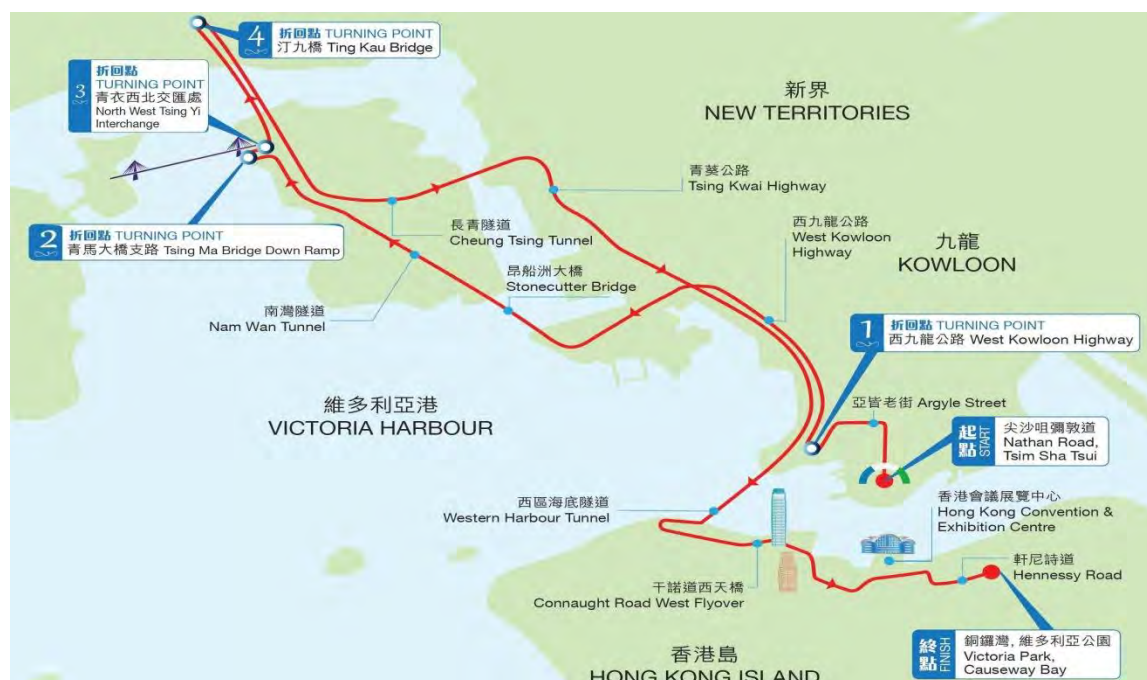 4
折回點 TURNING POINT
汀九橋 Ting Kau Bridge
3
折回點
TURNING POINT
青衣西北交匯處
North West Tsing Yi
Interchange
新界
NEW TERRITORIES
青葵公路
Tsing Kwai Highway
2
折回點 TURNING POINT
青馬大橋支路 Tsing Ma Bridge Down Ramp
長青隧道
Cheung Tsing Tunnel
西九龍公路
West Kowloon
Highway
九龍
KOWLOON
昂船洲大橋
Stonecutter Bridge
南灣隧道
Nam Wan Tunnel
1
折回點 TURNING POINT
西九龍公路 West Kowloon Highway
維多利亞港
VICTORIA HARBOUR
亞皆老街 Argyle Street
起點
START
尖沙咀彌敦道
Nathan Road,
Tsim Sha Tsui
西區海底隧道
Western Harbour Tunnel
香港會議展覽中心
Hong Kong Convention &
Exhibition Centre
軒尼詩道
Hennessy Road
干諾道西天橋
Connaught Road West Flyover
終點
FINISH
銅鑼灣, 維多利亞公園
Victoria Park,
Causeway Bay
香港島
HONG KONG ISLAND